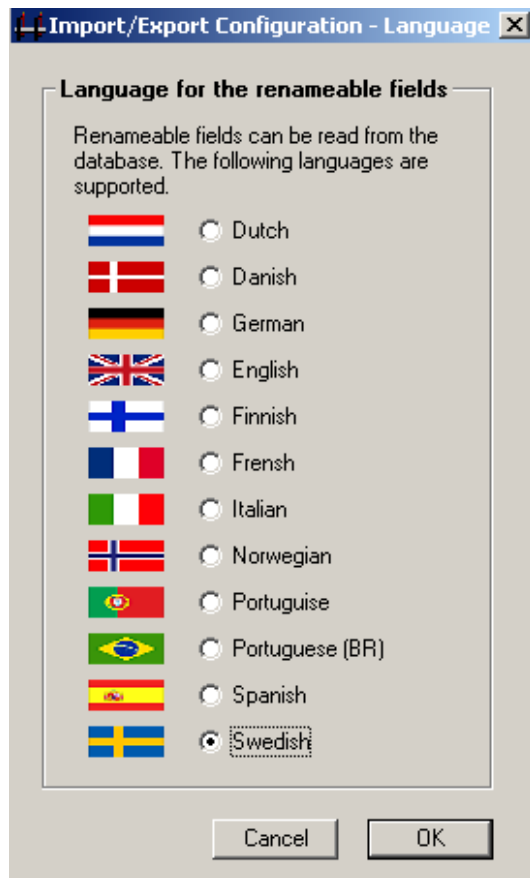 Import/Export Configuration - Language
Language for the renameable fields
Renameable fields can be read from the
database. The following languages are
supported.
Dutch
Danish
German
English
Finnish
Frensh
Italian
Norwegian
Portuguise
Portuguese (BR)
Spanish
Swedish
Cancel OK